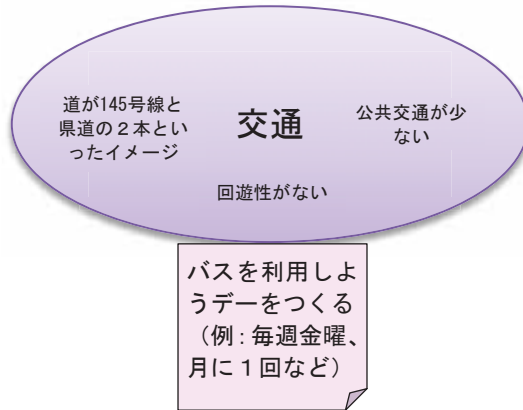 道が145号線と
県道の２本とい
ったイメージ
交通
公共交通が少
ない
回遊性がない
バスを利用しよ
うデーをつくる
（例：毎週金曜、
月に１回など）